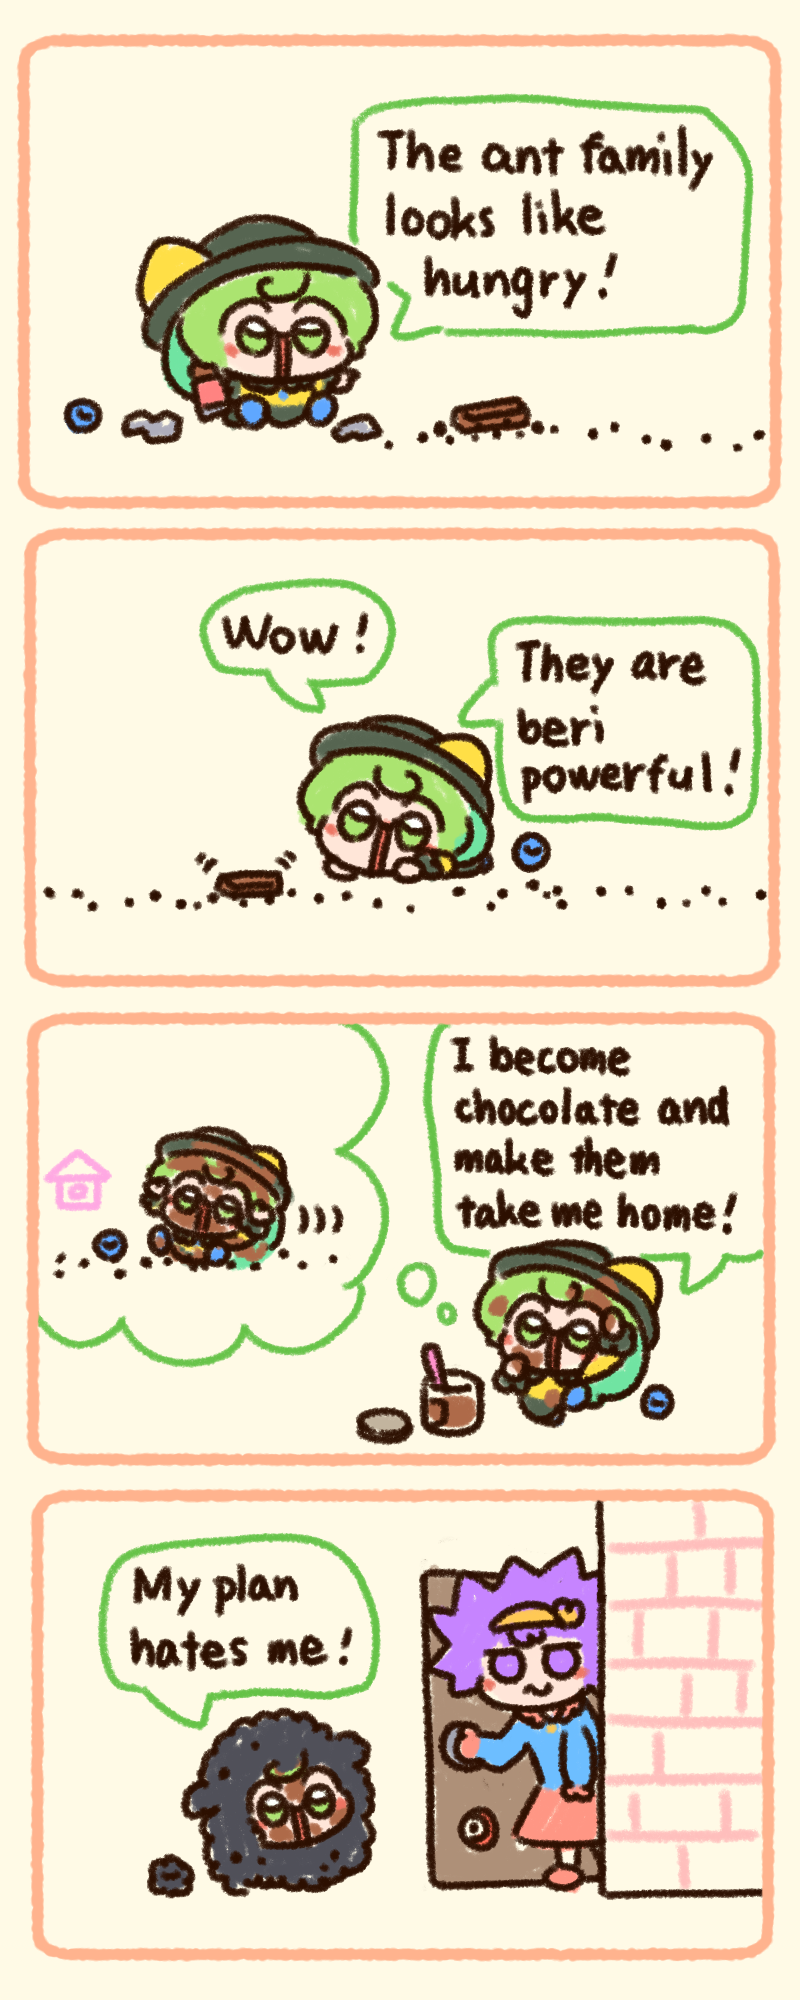 The ant family
looks like
hungry!
Wow!
They are
beri
powerful!
I become
chocolate and
make them
take me home!
My plan
hates me!